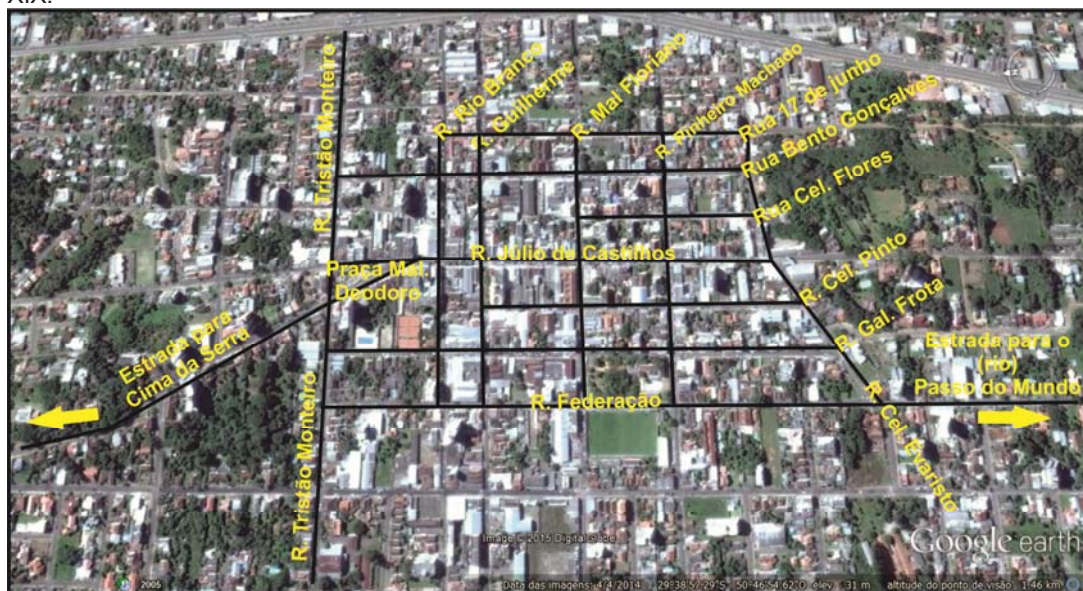 XIX.
R. Tristão Monteiro
R. Rio Branco
R. Guilherme
R. Mal Floriano
R. Pinheiro Machado
Rua 17 de junho
Rua Bento Gonçalves
Rua Cel. Flores
R. Júlio de Castilhos
Praça Mal.
Deodoro
R. Cel. Pinto
R. Gal. Frota
Estrada para
Cima da Serra
Estrada para o
(rio)
Passo do Mundo
R. Tristão Monteiro
R. Federação
R. Cel. Evaristo
Image © 2015 DigitalGlobe
Google earth
2005
Data das imagens: 4/4/2014 29°38'57.29"S 50°46'54.62"O elev 31 m altitude do ponto de visão 1.46 km